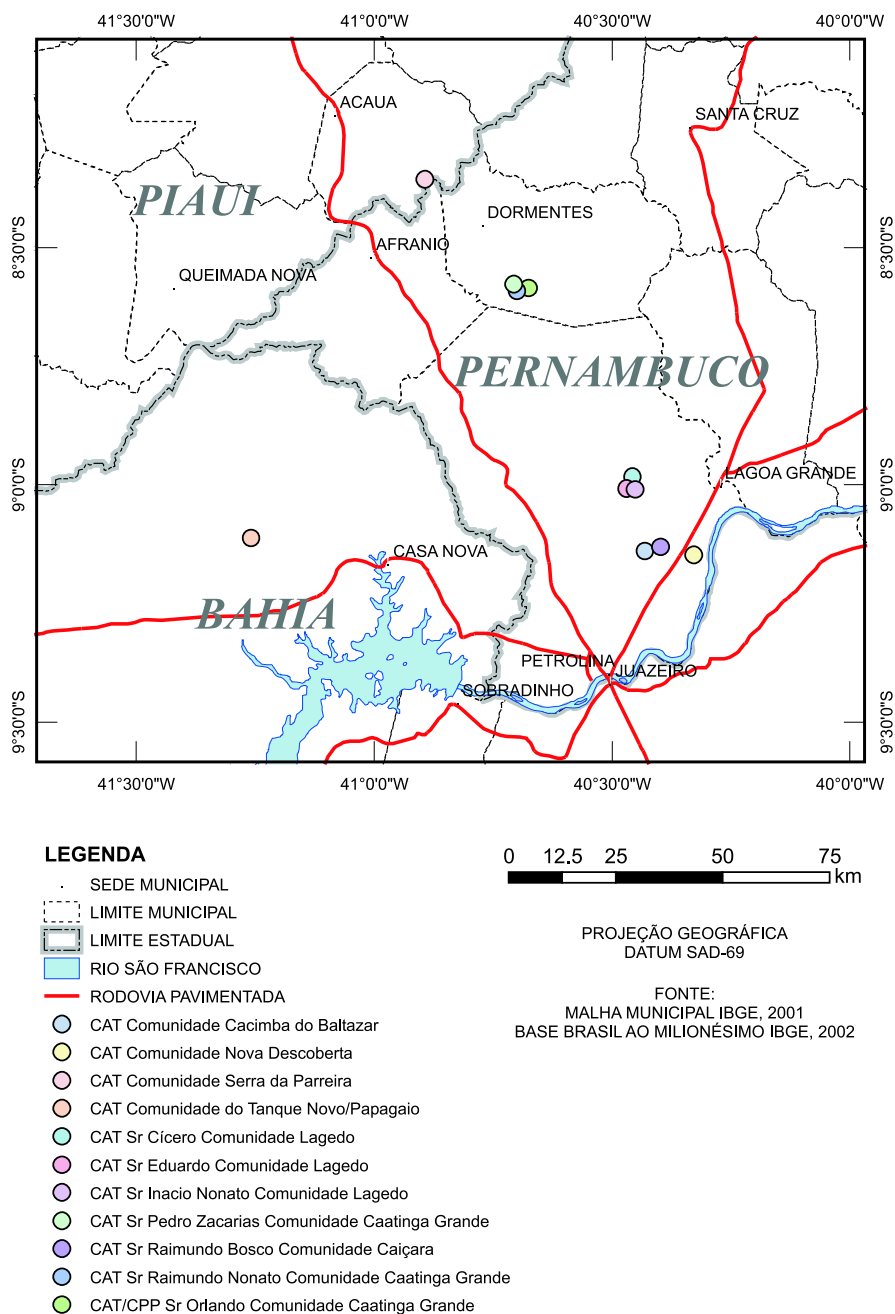 41°30'0"W 41°0'0"W 40°30'0"W 40°0'0"W
ACAUA
SANTA CRUZ
PIAUI
DORMENTES
8°30'0"S 8°30'0"S
AFRANIO
QUEIMADA NOVA
PERNAMBUCO
LAGOA GRANDE
9°0'0"S 9°0'0"S
CASA NOVA
BAHIA
PETROLINA
JUAZEIRO
SOBRADINHO
9°30'0"S 9°30'0"S
41°30'0"W 41°0'0"W 40°30'0"W 40°0'0"W
LEGENDA
SEDE MUNICIPAL
LIMITE MUNICIPAL
LIMITE ESTADUAL
RIO SÃO FRANCISCO
RODOVIA PAVIMENTADA
CAT Comunidade Cacimba do Baltazar
CAT Comunidade Nova Descoberta
CAT Comunidade Serra da Parreira
CAT Comunidade do Tanque Novo/Papagaio
CAT Sr Cícero Comunidade Lagedo
CAT Sr Eduardo Comunidade Lagedo
CAT Sr Inacio Nonato Comunidade Lagedo
CAT Sr Pedro Zacarias Comunidade Caatinga Grande
CAT Sr Raimundo Bosco Comunidade Caiçara
CAT Sr Raimundo Nonato Comunidade Caatinga Grande
CAT/CPP Sr Orlando Comunidade Caatinga Grande
0 12.5 25 50 75
km
PROJEÇÃO GEOGRÁFICA
DATUM SAD-69
FONTE:
MALHA MUNICIPAL IBGE, 2001
BASE BRASIL AO MILIONÉSIMO IBGE, 2002